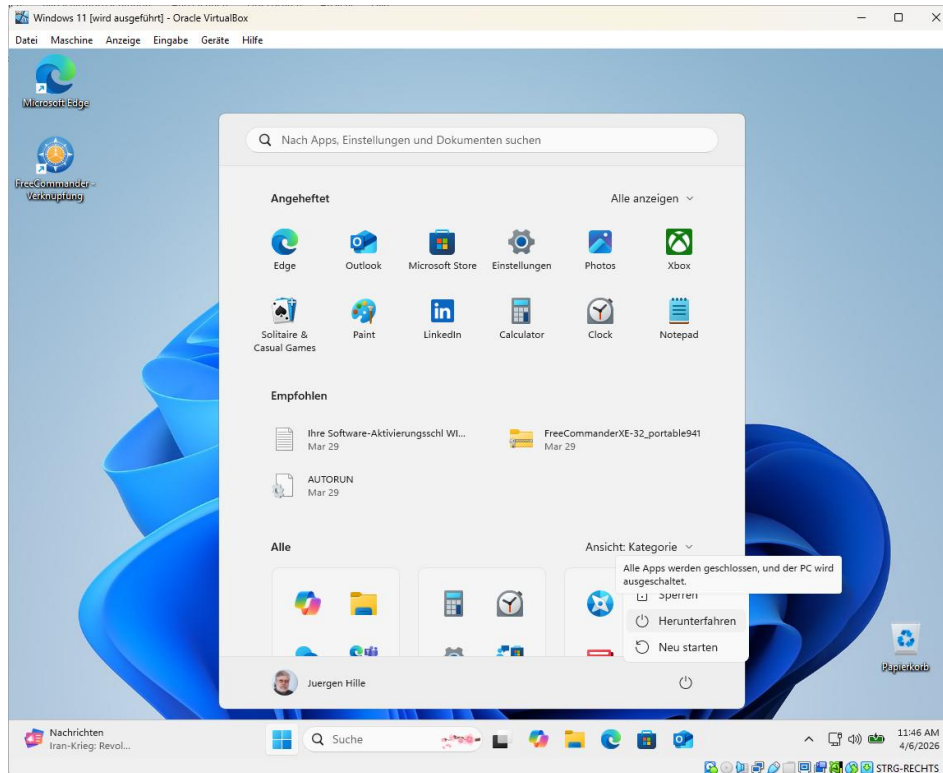 Windows 11 [wird ausgeführt] - Oracle VirtualBox
Datei Maschine Anzeige Eingabe Geräte Hilfe
Microsoft Edge
FreeCommander -
Verknüpfung
Nach Apps, Einstellungen und Dokumenten suchen
Angeheftet
Alle anzeigen
Edge
Outlook
Microsoft Store
Einstellungen
Photos
Xbox
Solitaire &
Casual Games
Paint
LinkedIn
Calculator
Clock
Notepad
Empfohlen
Ihre Software-Aktivierungsschl WI...
Mar 29
FreeCommanderXE-32_portable941
Mar 29
AUTORUN
Mar 29
Alle
Ansicht: Kategorie
Alle Apps werden geschlossen, und der PC wird
ausgeschaltet.
Sperren
Herunterfahren
Neu starten
Juergen Hille
Papierkorb
Nachrichten
Iran-Krieg: Revol...
Suche
11:46 AM
4/6/2026
STRG-RECHTS